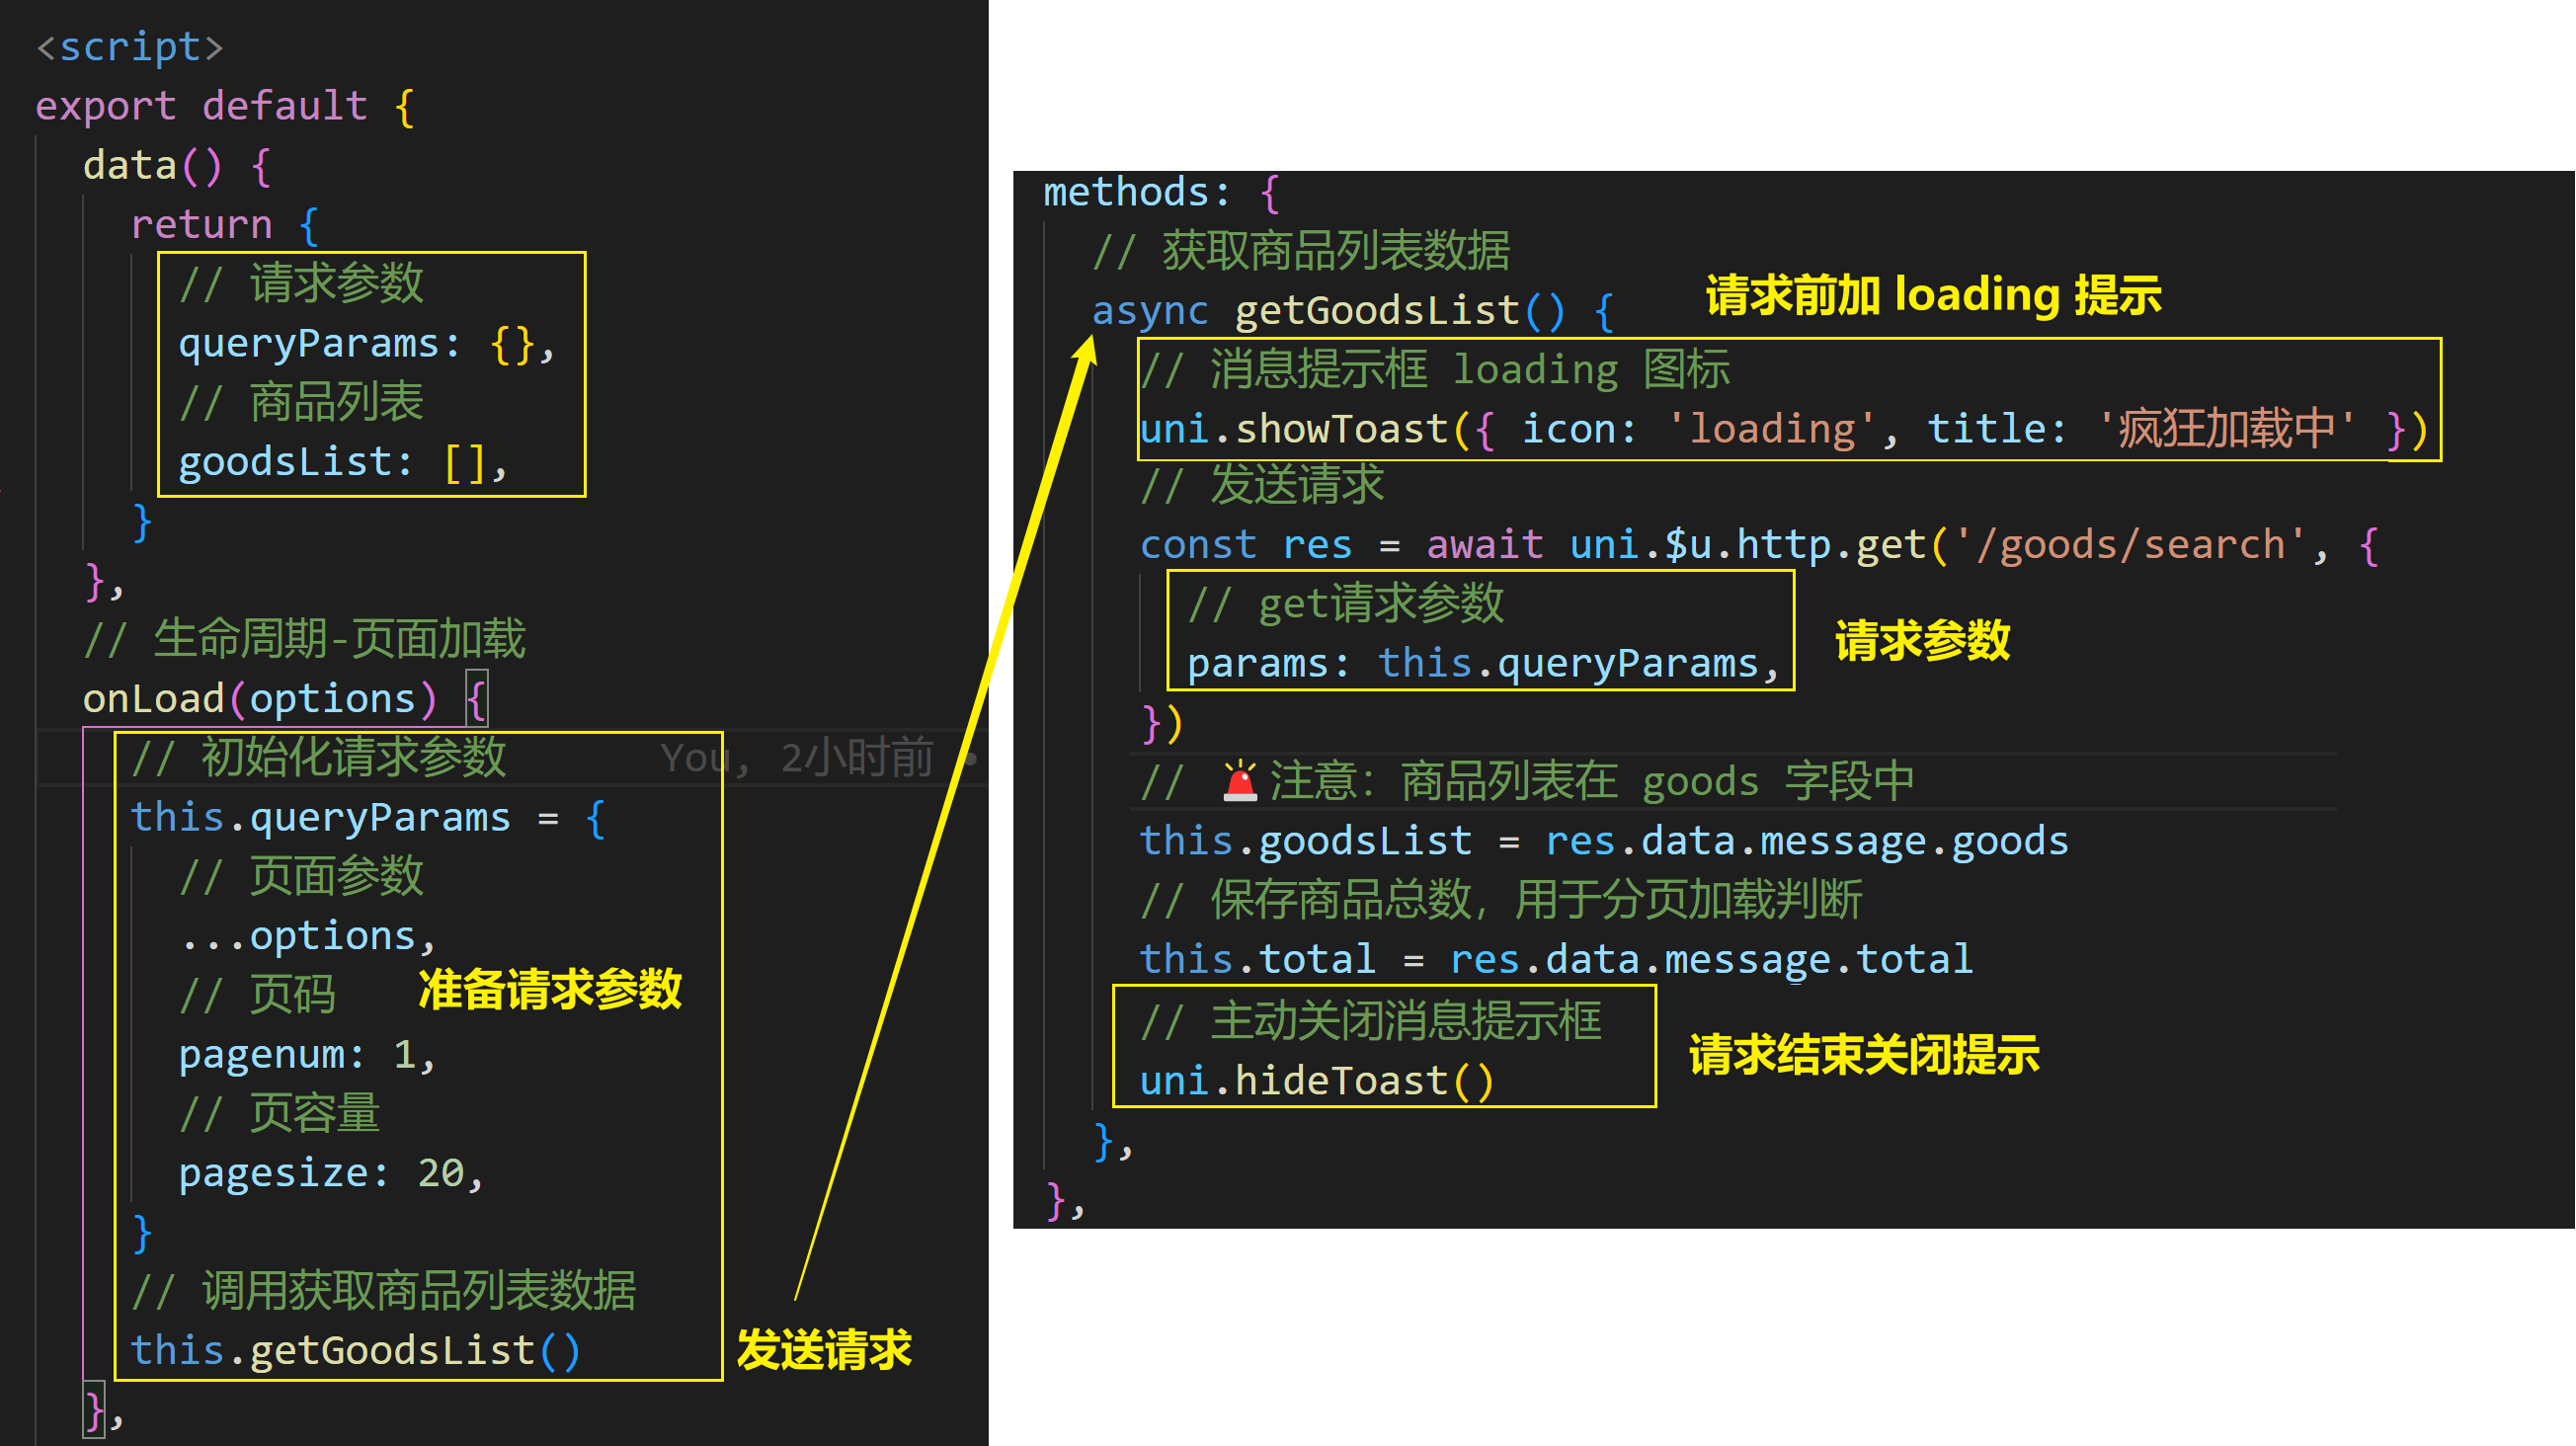 <script>
export default {
data() {
return {
// 请求参数
queryParams: {},
// 商品列表
goodsList: [],
}
},
// 生命周期-页面加载
onLoad(options) {
// 初始化请求参数 You, 2小时前 •
this.queryParams = {
// 页面参数
...options,
// 页码 准备请求参数
pagenum: 1,
// 页容量
pagesize: 20,
}
// 调用获取商品列表数据
this.getGoodsList()
发送请求
},
methods: {
// 获取商品列表数据
请求前加 loading 提示
async getGoodsList() {
// 消息提示框 loading 图标
uni.showToast({ icon: 'loading', title: '疯狂加载中' })
// 发送请求
const res = await uni.$u.http.get('/goods/search', {
// get请求参数
params: this.queryParams,
请求参数
})
// 🚨注意：商品列表在 goods 字段中
this.goodsList = res.data.message.goods
// 保存商品总数，用于分页加载判断
this.total = res.data.message.total
// 主动关闭消息提示框
uni.hideToast()
请求结束关闭提示
},
},